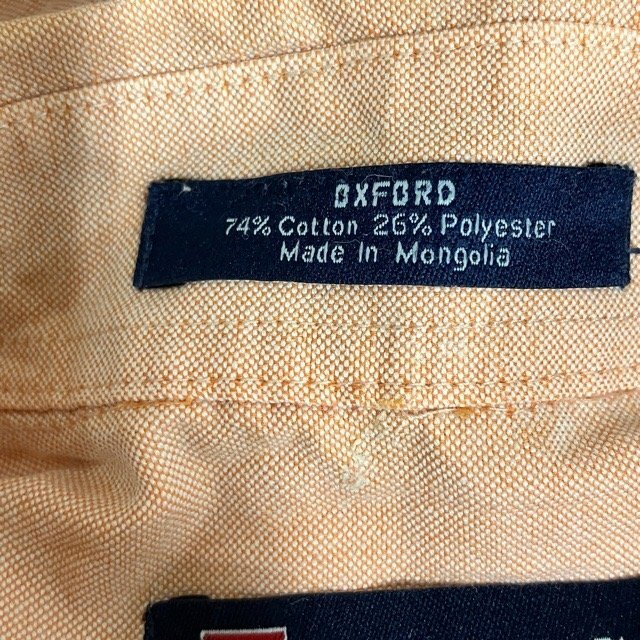 OXFORD
74% Cotton 26% Polyester
Made In Mongolia